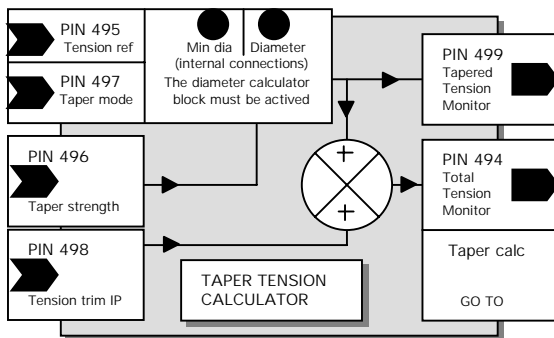 PIN 495
Tension ref
PIN 497
Taper mode
Min dia
Diameter
(internal connections)
The diameter calculator
block must be actived
PIN 499
Tapered
Tension
Monitor
PIN 496
Taper strength
+
+
PIN 494
Total
Tension
Monitor
PIN 498
Tension trim IP
TAPER TENSION
CALCULATOR
Taper calc
GO TO